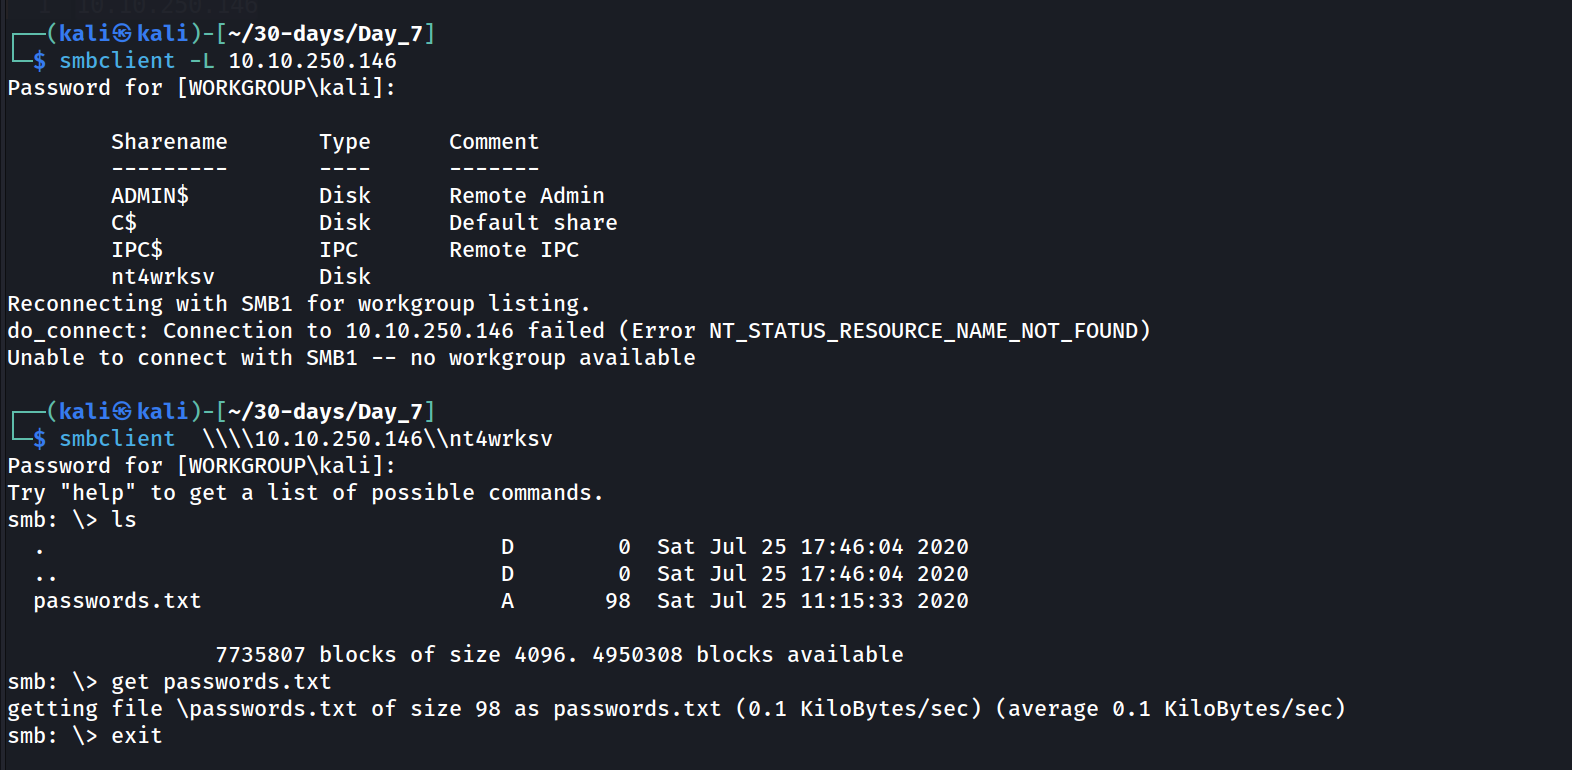 1 10.10.250.146
┌──(kali㉿kali)-[~/30-days/Day_7]
└─$ smbclient -L 10.10.250.146
Password for [WORKGROUP\kali]:
Sharename Type Comment
--------- ---- -------
ADMIN$ Disk Remote Admin
C$ Disk Default share
IPC$ IPC Remote IPC
nt4wrksv Disk
Reconnecting with SMB1 for workgroup listing.
do_connect: Connection to 10.10.250.146 failed (Error NT_STATUS_RESOURCE_NAME_NOT_FOUND)
Unable to connect with SMB1 -- no workgroup available
┌──(kali㉿kali)-[~/30-days/Day_7]
└─$ smbclient  \\\\10.10.250.146\\nt4wrksv
Password for [WORKGROUP\kali]:
Try "help" to get a list of possible commands.
smb: \> ls
. D 0 Sat Jul 25 17:46:04 2020
.. D 0 Sat Jul 25 17:46:04 2020
passwords.txt A 98 Sat Jul 25 11:15:33 2020
7735807 blocks of size 4096. 4950308 blocks available
smb: \> get passwords.txt
getting file \passwords.txt of size 98 as passwords.txt (0.1 KiloBytes/sec) (average 0.1 KiloBytes/sec)
smb: \> exit